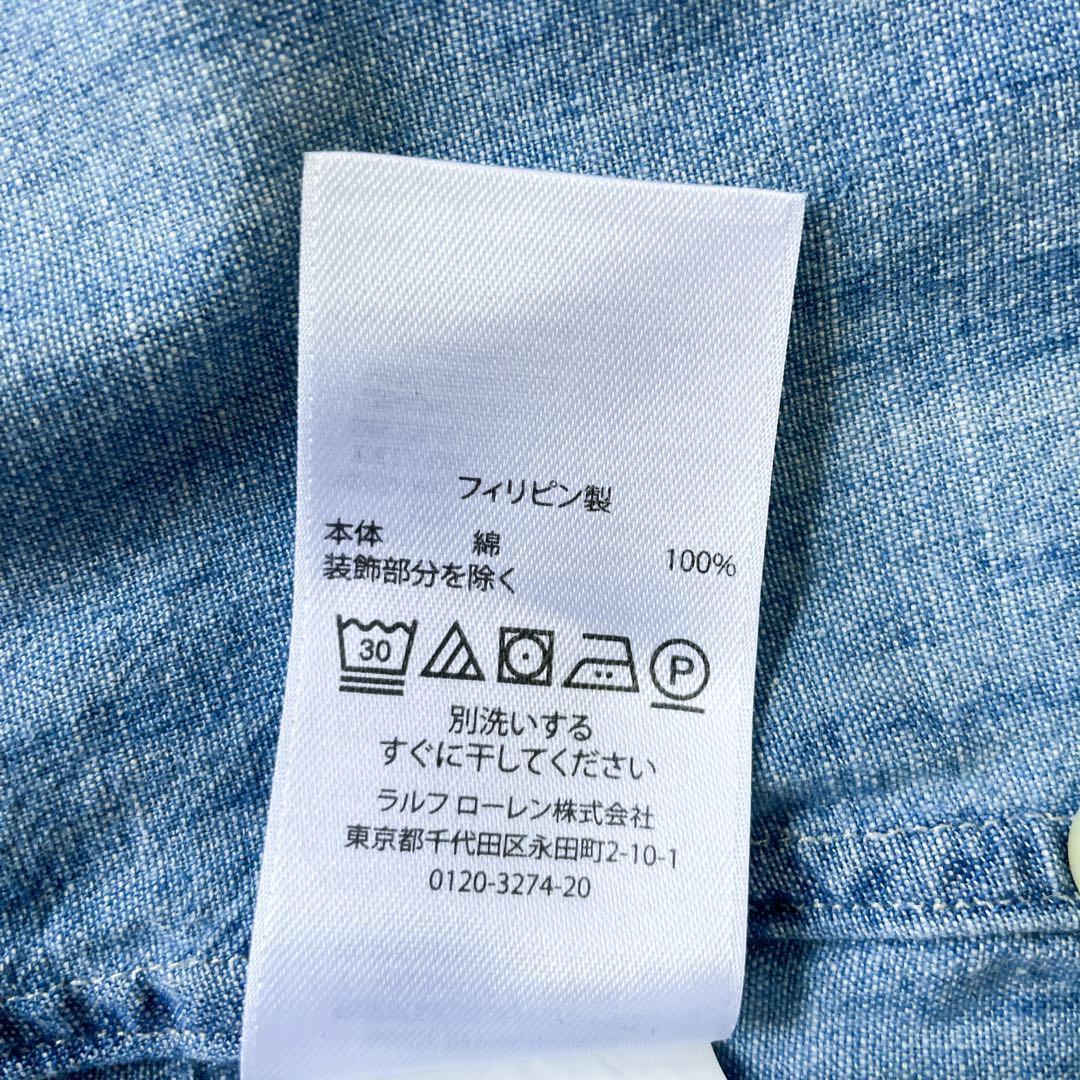 フィリピン製
本体 綿 100%
装飾部分を除く
30
P
別洗いする
すぐに干してください
ラルフ ローレン株式会社
東京都千代田区永田町2-10-1
0120-3274-20